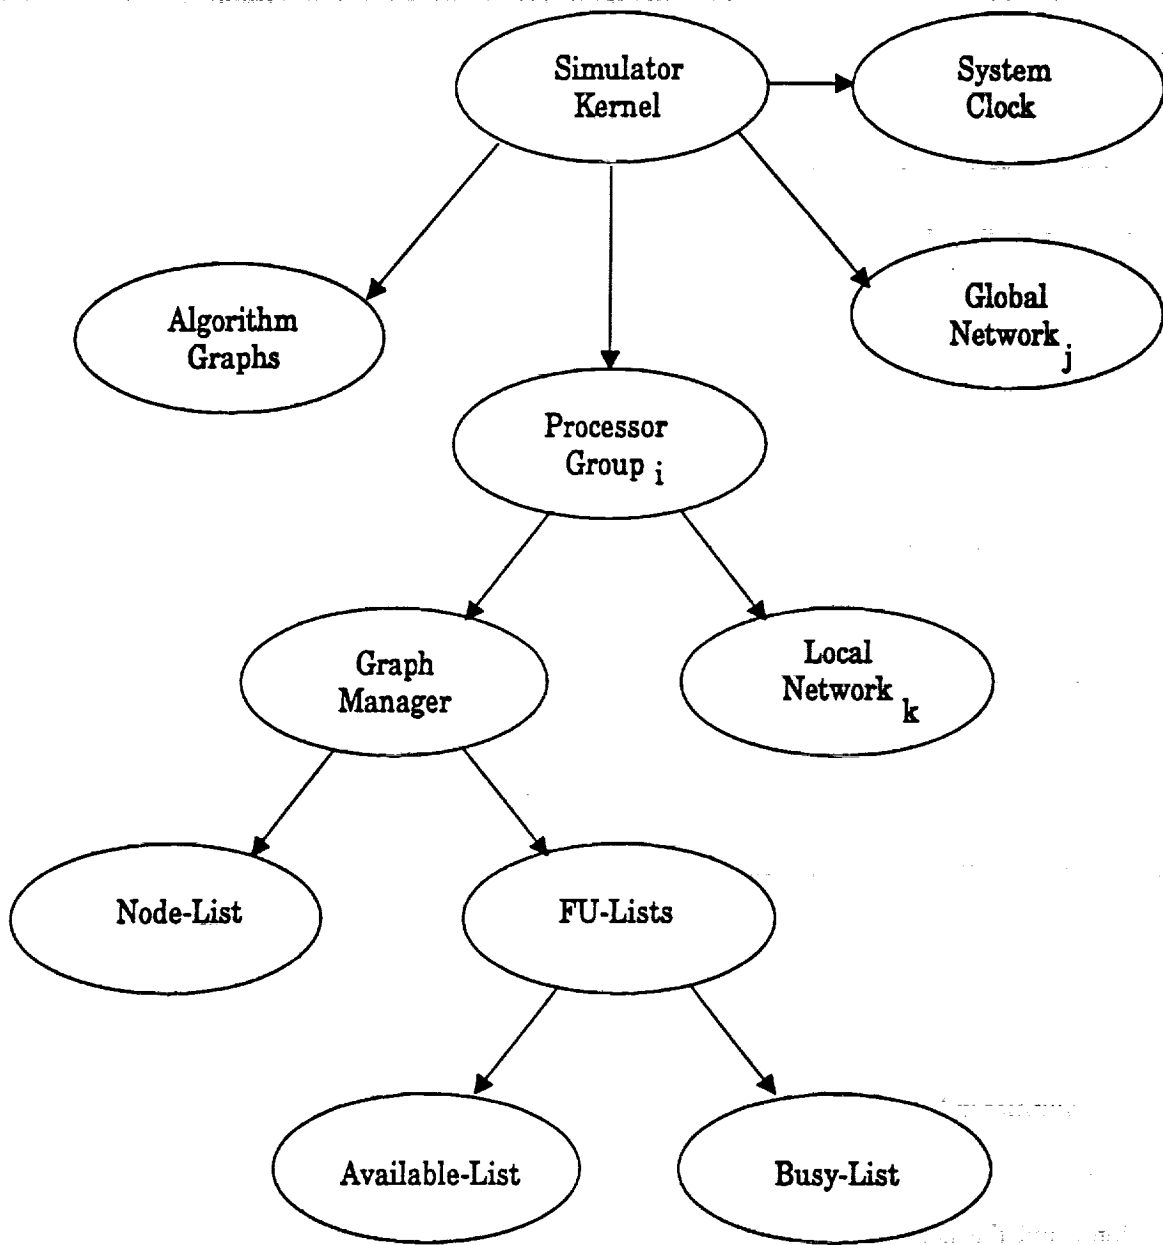 Simulator
Kernel
System
Clock
Algorithm
Graphs
Global
Network j
Processor
Group i
Graph
Manager
Local
Network k
Node-List
FU-Lists
Available-List
Busy-List